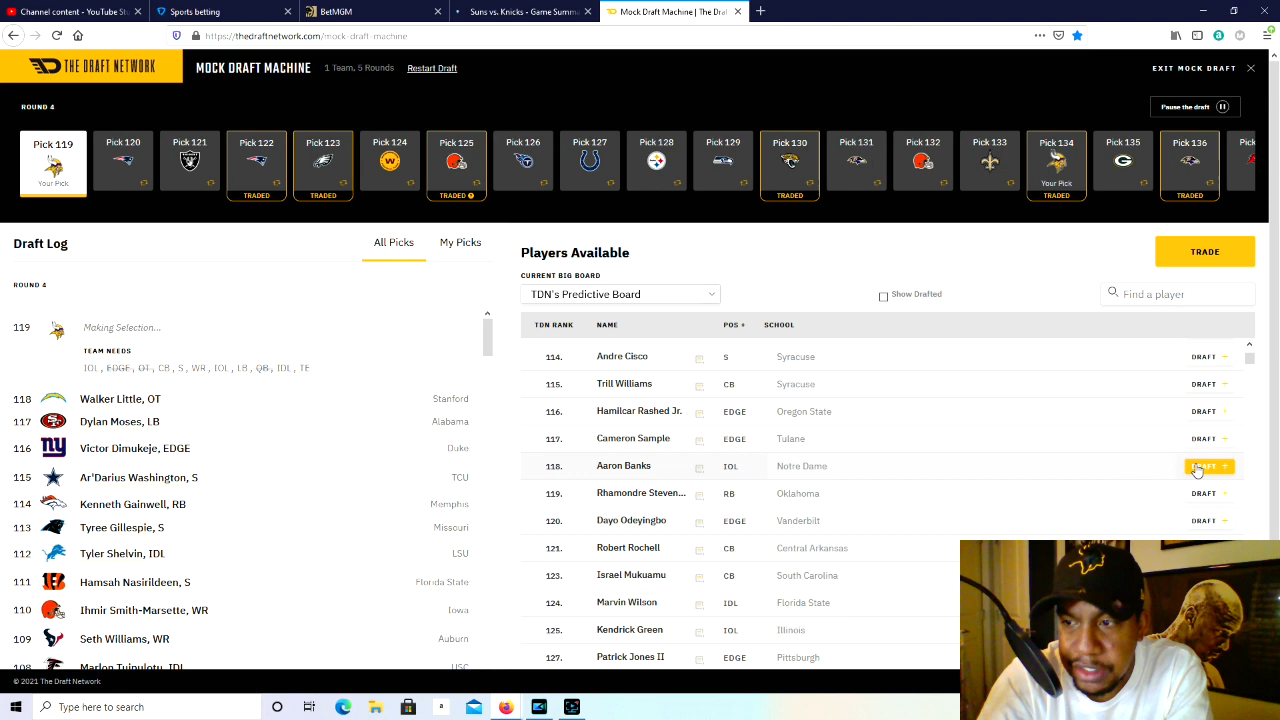 Channel content - YouTube St
Sports betting
BetMGM
Suns vs. Knicks - Game Summa
Mock Draft Machine | The Dra
https://thedraftnetwork.com/mock-draft-machine
THE DRAFT NETWORK
MOCK DRAFT MACHINE
1 Team, 5 Rounds
Restart Draft
EXIT MOCK DRAFT
ROUND 4
Pause the draft
Pick 119
Pick 120
Pick 121
Pick 122
Pick 123
Pick 124
Pick 125
Pick 126
Pick 127
Pick 128
Pick 129
Pick 130
Pick 131
Pick 132
Pick 133
Pick 134
Pick 135
Pick 136
Pick
Your Pick
Your Pick
TRADED
TRADED
TRADED
TRADED
TRADED
TRADED
Draft Log
All Picks
My Picks
ROUND 4
119 Making Selection...
TEAM NEEDS
IOL , EDGE , OT , CB , S , WR , IOL , LB , QB , IDL , TE
118 Walker Little, OT Stanford
117 Dylan Moses, LB Alabama
116 Victor Dimukeje, EDGE Duke
115 Ar'Darius Washington, S TCU
114 Kenneth Gainwell, RB Memphis
113 Tyree Gillespie, S Missouri
112 Tyler Shelvin, IDL LSU
111 Hamsah Nasirildeen, S Florida State
110 Ihmir Smith-Marsette, WR Iowa
109 Seth Williams, WR Auburn
108 Marlon Tuipulotu, IDL USC
Players Available
TRADE
CURRENT BIG BOARD
TDN's Predictive Board
Show Drafted
Find a player
TDN RANK NAME POS + SCHOOL
114. Andre Cisco S Syracuse DRAFT +
115. Trill Williams CB Syracuse DRAFT +
116. Hamilcar Rashed Jr. EDGE Oregon State DRAFT +
117. Cameron Sample EDGE Tulane DRAFT +
118. Aaron Banks IOL Notre Dame DRAFT +
119. Rhamondre Steven... RB Oklahoma DRAFT +
120. Dayo Odeyingbo EDGE Vanderbilt DRAFT +
121. Robert Rochell CB Central Arkansas
123. Israel Mukuamu CB South Carolina
124. Marvin Wilson IDL Florida State
125. Kendrick Green IOL Illinois
127. Patrick Jones II EDGE Pittsburgh
© 2021 The Draft Network
Type here to search